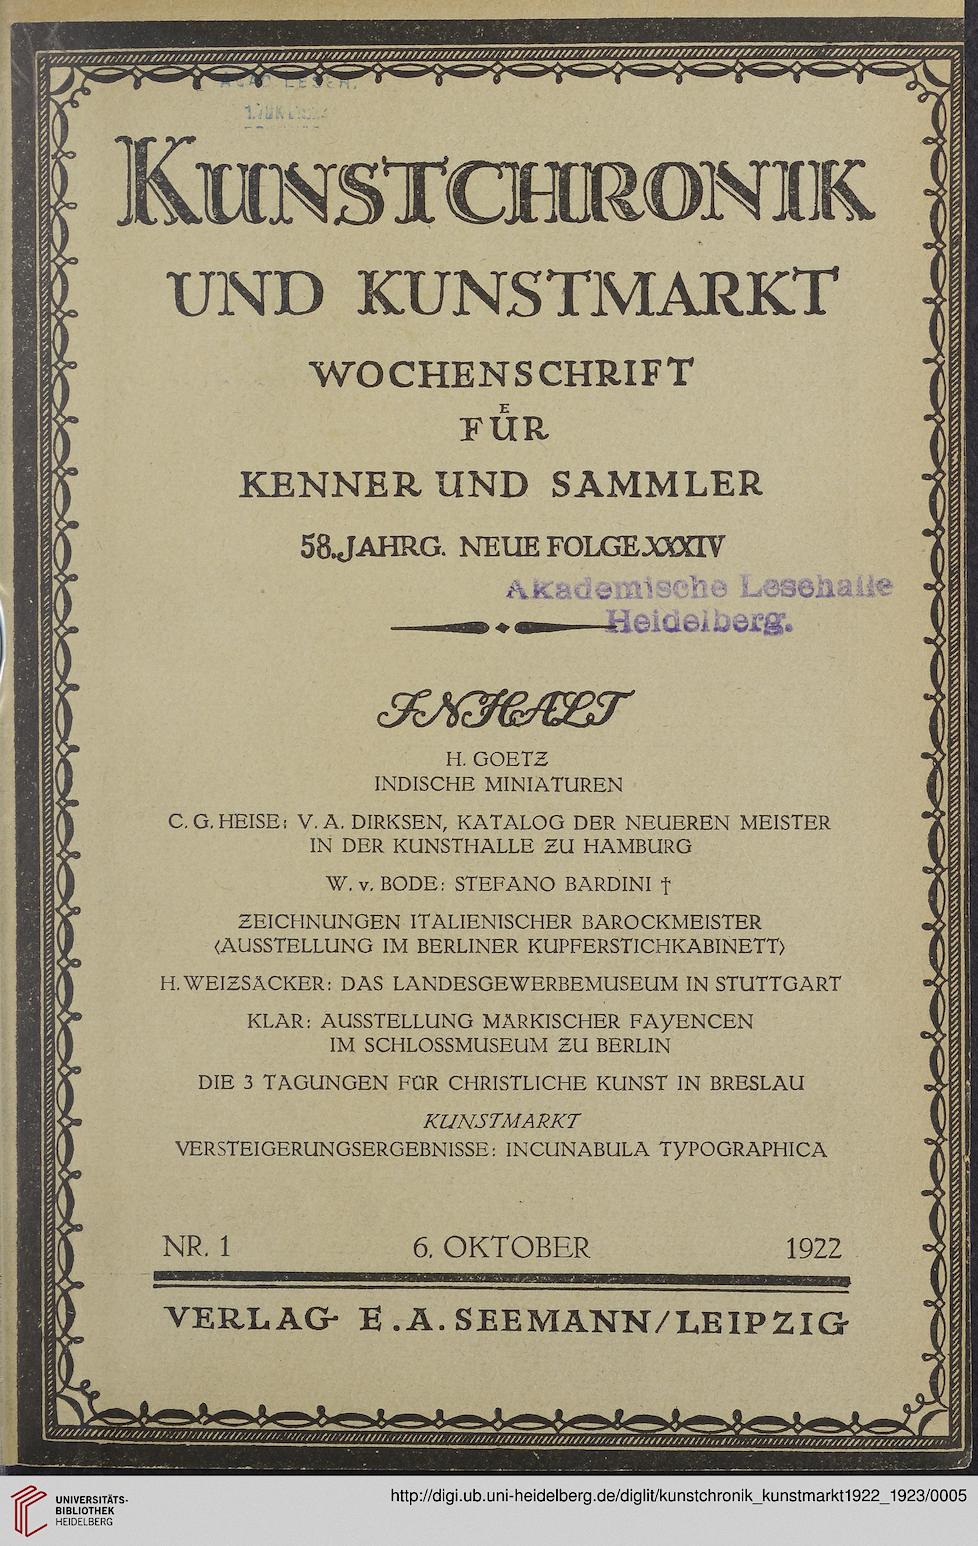 KUNSTCHRONIK
UND KUNSTMARKT
WOCHENSCHRIFT
FUͤR
KENNER UND SAMMLER
58. JAHRG. NEUE FOLGE XXXIV
Akademische Lesehalle
Heidelberg.
INHALT
H. GOETZ
INDISCHE MINIATUREN
C. G. HEISE: V. A. DIRKSEN, KATALOG DER NEUEREN MEISTER
IN DER KUNSTHALLE ZU HAMBURG
W. v. BODE: STEFANO BARDINI †
ZEICHNUNGEN ITALIENISCHER BAROCKMEISTER
(AUSSTELLUNG IM BERLINER KUPFERSTICHKABINETT)
H. WEIZSÄCKER: DAS LANDESGEWERBEMUSEUM IN STUTTGART
KLAR: AUSSTELLUNG MÄRKISCHER FAYENCEN
IM SCHLOSSMUSEUM ZU BERLIN
DIE 3 TAGUNGEN FÜR CHRISTLICHE KUNST IN BRESLAU
KUNSTMARKT
VERSTEIGERUNGSERGEBNISSE: INCUNABULA TYPOGRAPHICA
NR. 1 6. OKTOBER 1922
VERLAG E. A. SEEMANN/LEIPZIG
UNIVERSITÄTS-
BIBLIOTHEK
HEIDELBERG
http://digi.ub.uni-heidelberg.de/diglit/kunstchronik_kunstmarkt1922_1923/0005